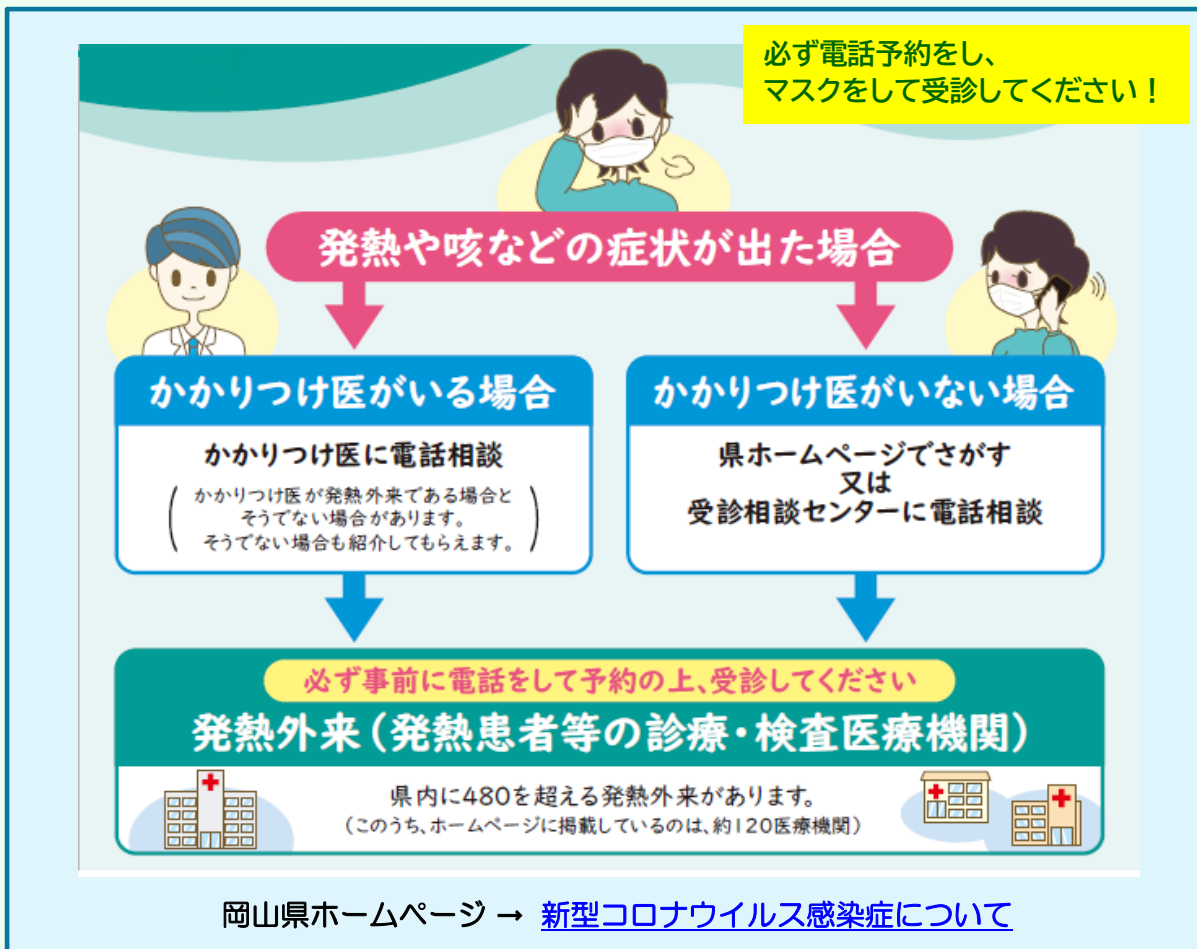 必ず電話予約をし、
マスクをして受診してください！
発熱や咳などの症状が出た場合
かかりつけ医がいる場合
かかりつけ医に電話相談
（かかりつけ医が発熱外来である場合と
そうでない場合があります。
そうでない場合も紹介してもらえます。）
かかりつけ医がいない場合
県ホームページでさがす
又は
受診相談センターに電話相談
必ず事前に電話をして予約の上、受診してください
発熱外来（発熱患者等の診療・検査医療機関）
県内に480を超える発熱外来があります。
（このうち、ホームページに掲載しているのは、約120医療機関）
岡山県ホームページ → 新型コロナウイルス感染症について